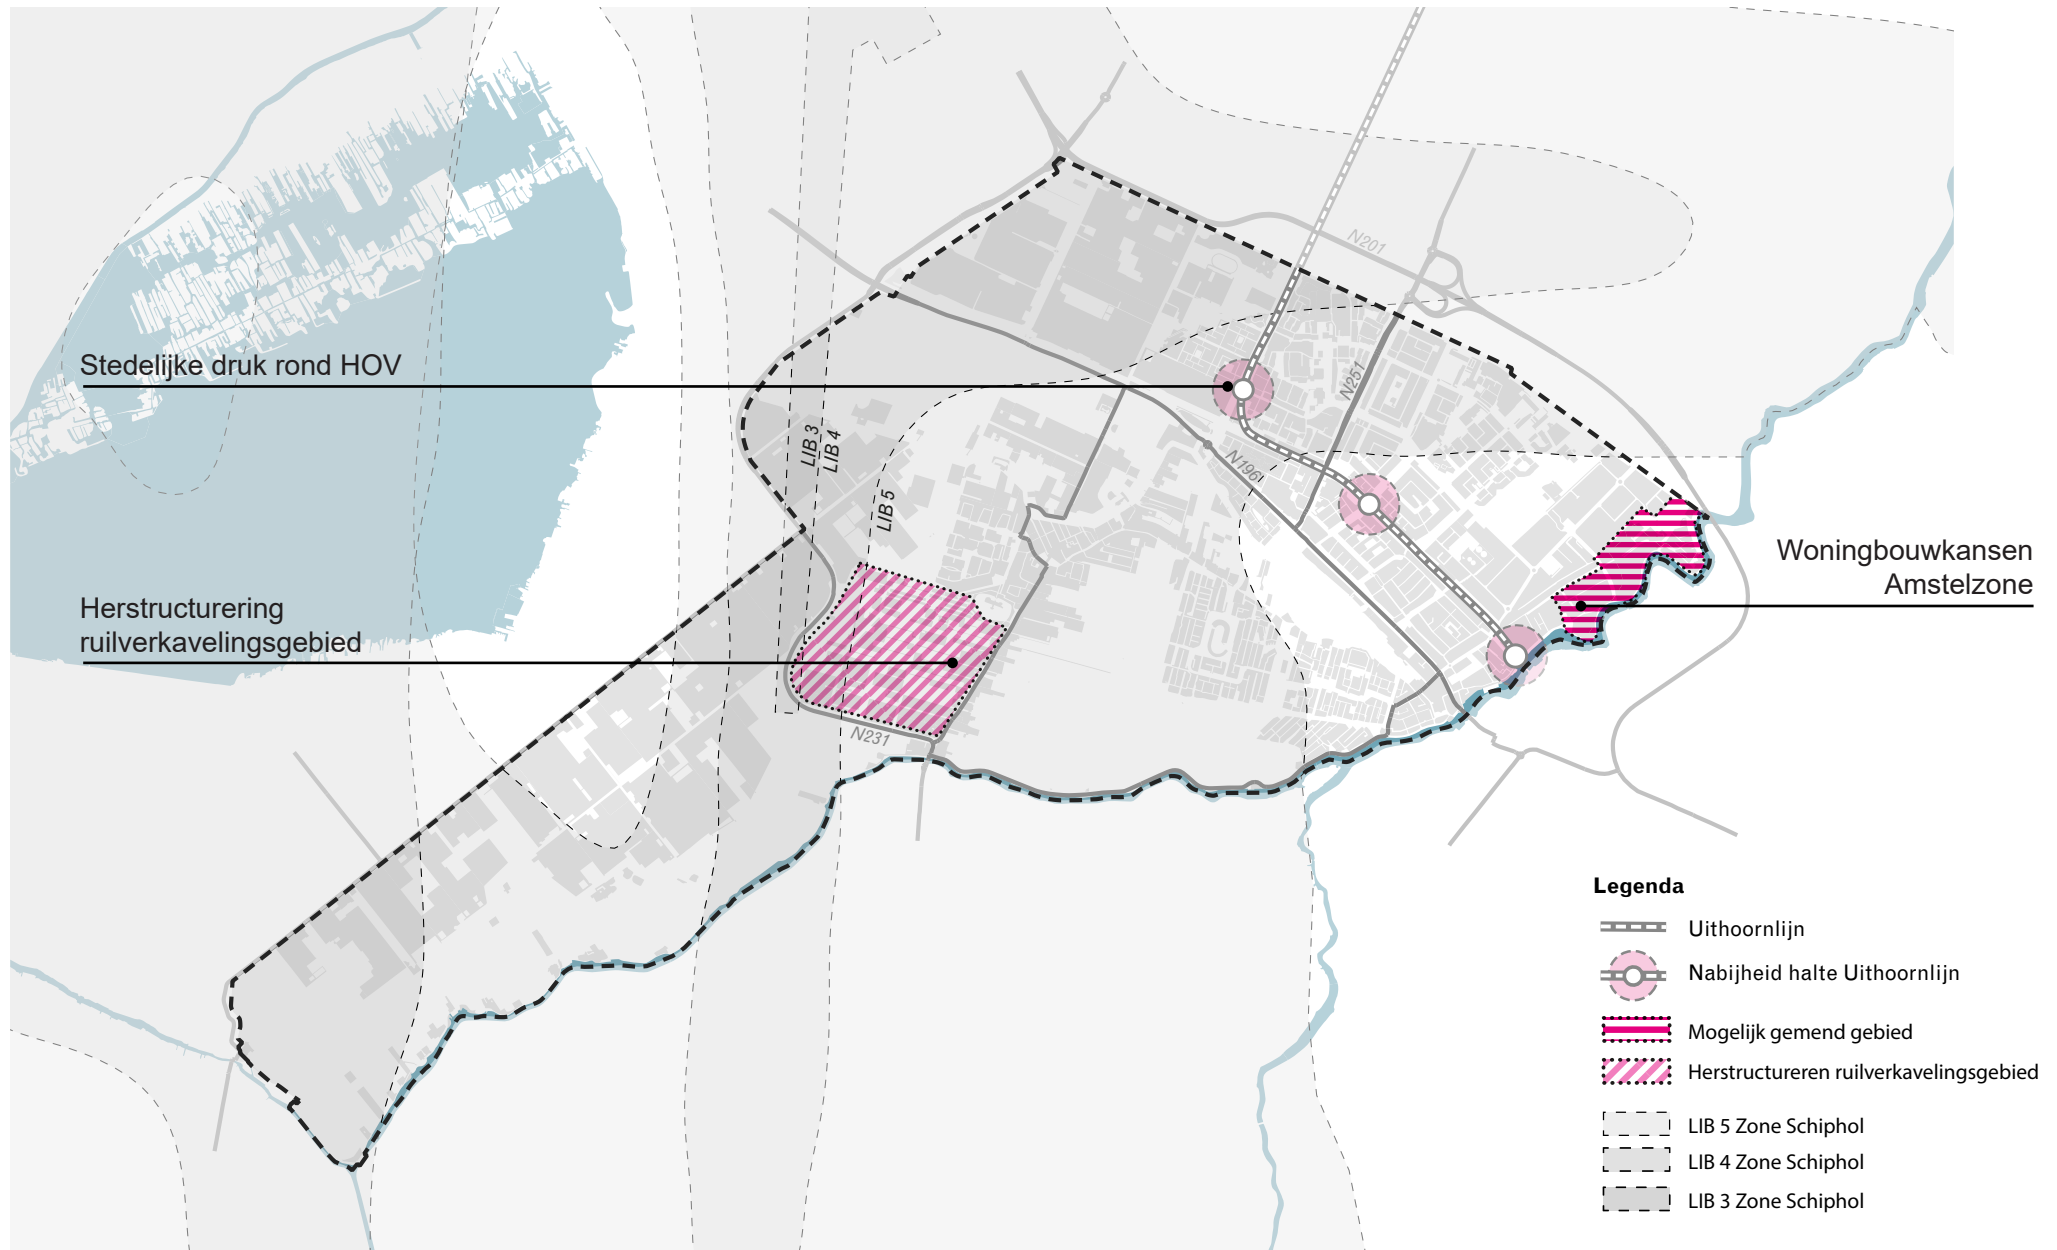 N201
Stedelijke druk rond HOV
N251
LIB 3
LIB 4
N196
LIB 5
Woningbouwkansen
Amstelzone
Herstructurering
ruilverkavelingsgebied
N231
Legenda
Uithoornlijn
Nabijheid halte Uithoornlijn
Mogelijk gemend gebied
Herstructureren ruilverkavelingsgebied
LIB 5 Zone Schiphol
LIB 4 Zone Schiphol
LIB 3 Zone Schiphol